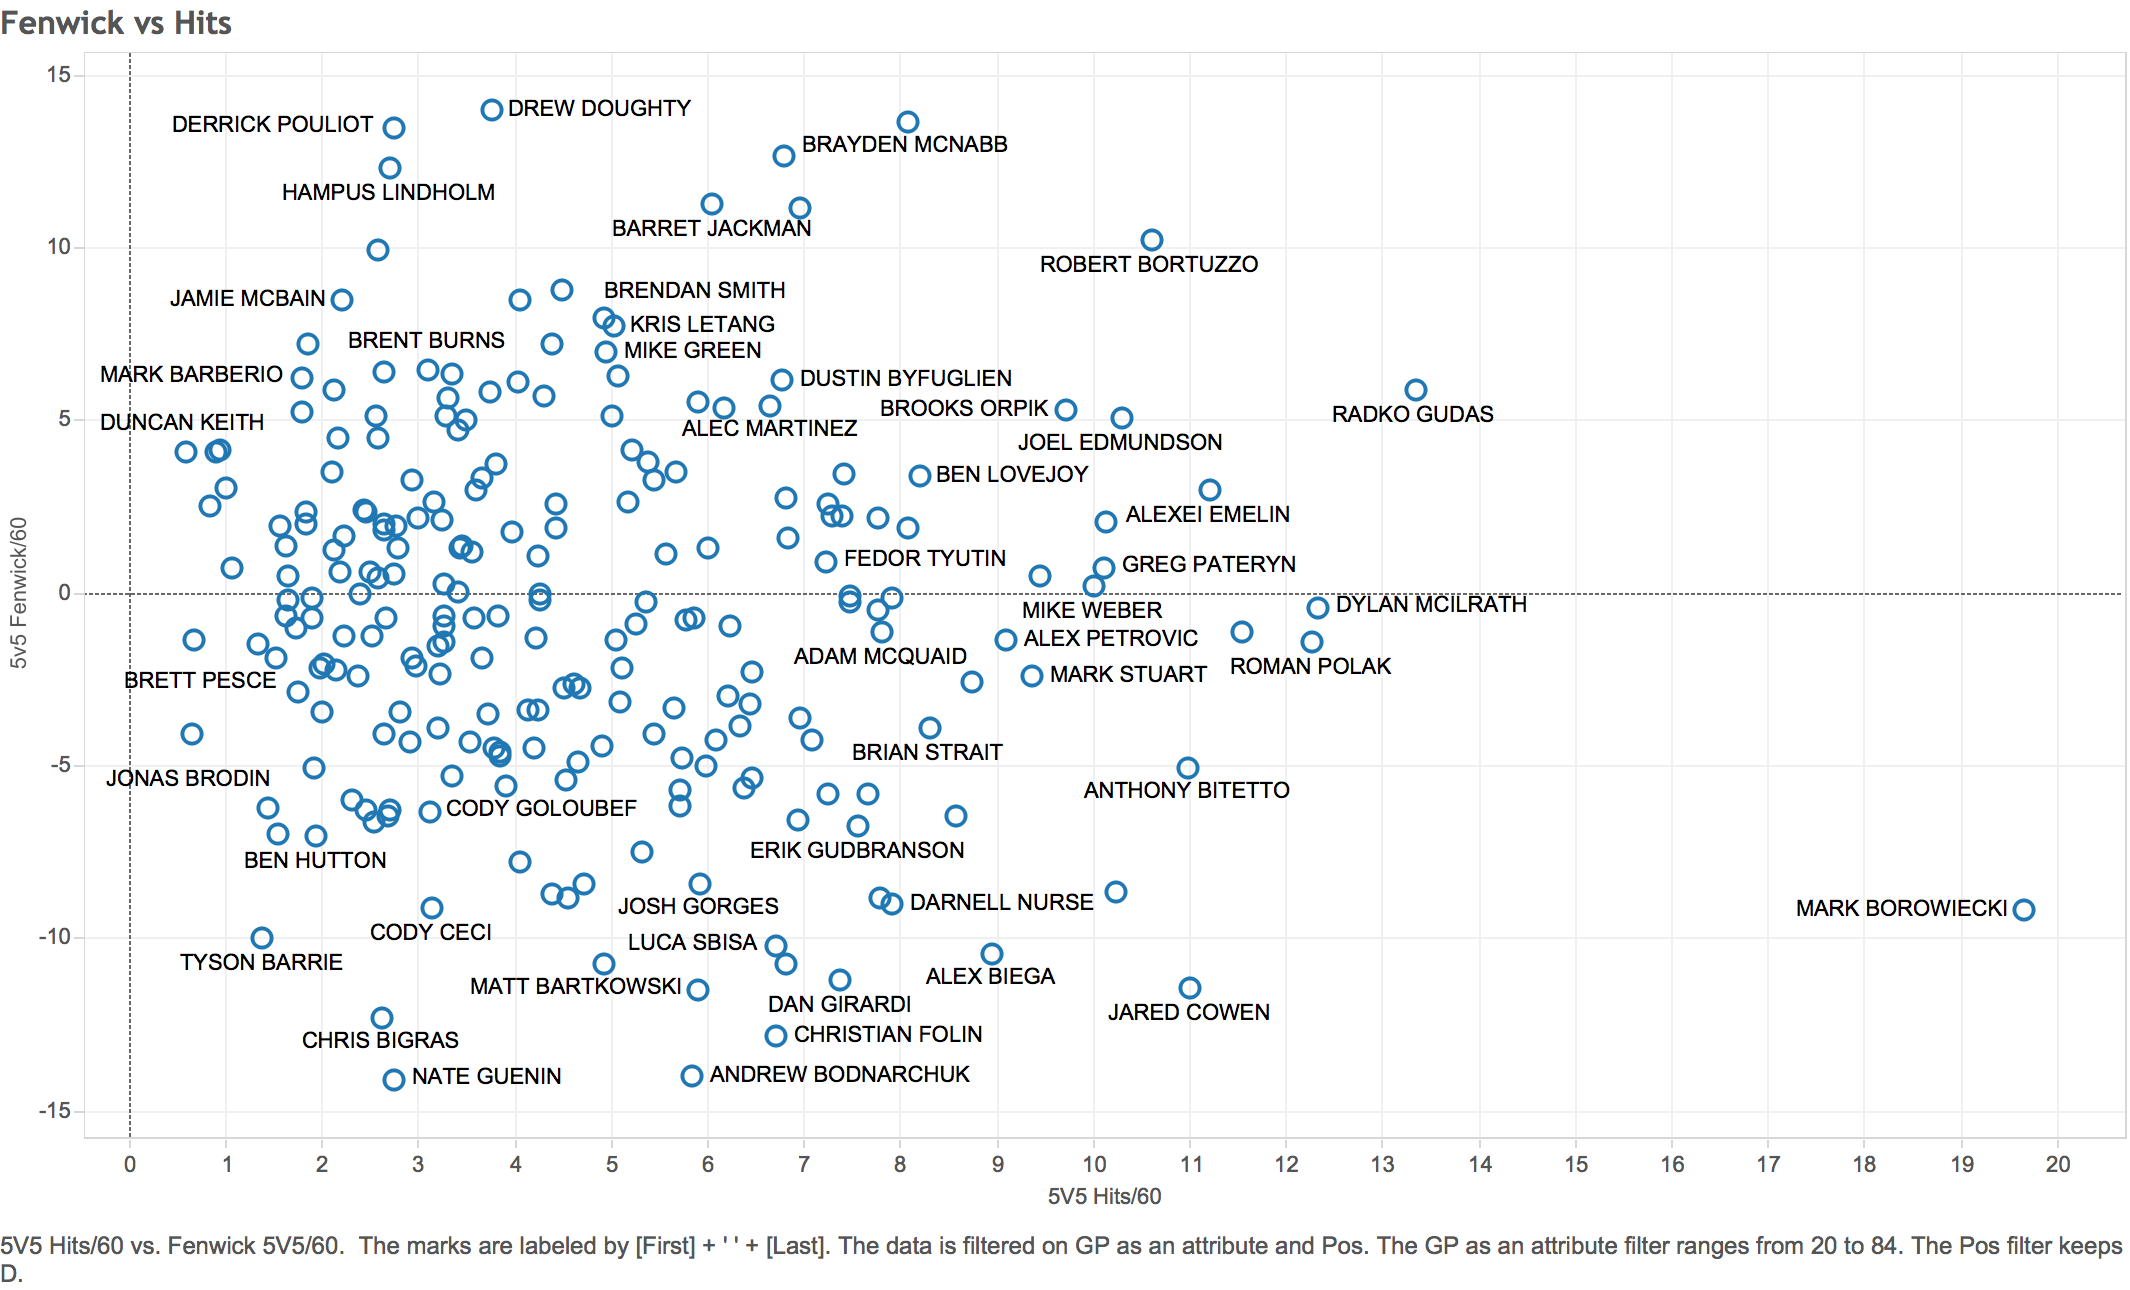 Fenwick vs Hits
15
DREW DOUGHTY
DERRICK POULIOT
BRAYDEN MCNABB
HAMPUS LINDHOLM
BARRET JACKMAN
10
ROBERT BORTUZZO
BRENDAN SMITH
JAMIE MCBAIN
KRIS LETANG
BRENT BURNS
MIKE GREEN
MARK BARBERIO
DUSTIN BYFUGLIEN
BROOKS ORPIK
RADKO GUDAS
5
DUNCAN KEITH
ALEC MARTINEZ
JOEL EDMUNDSON
BEN LOVEJOY
ALEXEI EMELIN
FEDOR TYUTIN
GREG PATERYN
5v5 Fenwick/60
0
DYLAN MCILRATH
MIKE WEBER
ALEX PETROVIC
ADAM MCQUAID
ROMAN POLAK
MARK STUART
BRETT PESCE
BRIAN STRAIT
-5
JONAS BRODIN
ANTHONY BITETTO
CODY GOLOUBEF
ERIK GUDBRANSON
BEN HUTTON
DARNELL NURSE
JOSH GORGES
MARK BOROWIECKI
CODY CECI
-10
LUCA SBISA
TYSON BARRIE
ALEX BIEGA
MATT BARTKOWSKI
DAN GIRARDI
JARED COWEN
CHRISTIAN FOLIN
CHRIS BIGRAS
ANDREW BODNARCHUK
NATE GUENIN
-15
0 1 2 3 4 5 6 7 8 9 10 11 12 13 14 15 16 17 18 19 20
5V5 Hits/60
5V5 Hits/60 vs. Fenwick 5V5/60.  The marks are labeled by [First] + ' ' + [Last]. The data is filtered on GP as an attribute and Pos. The GP as an attribute filter ranges from 20 to 84. The Pos filter keeps
D.